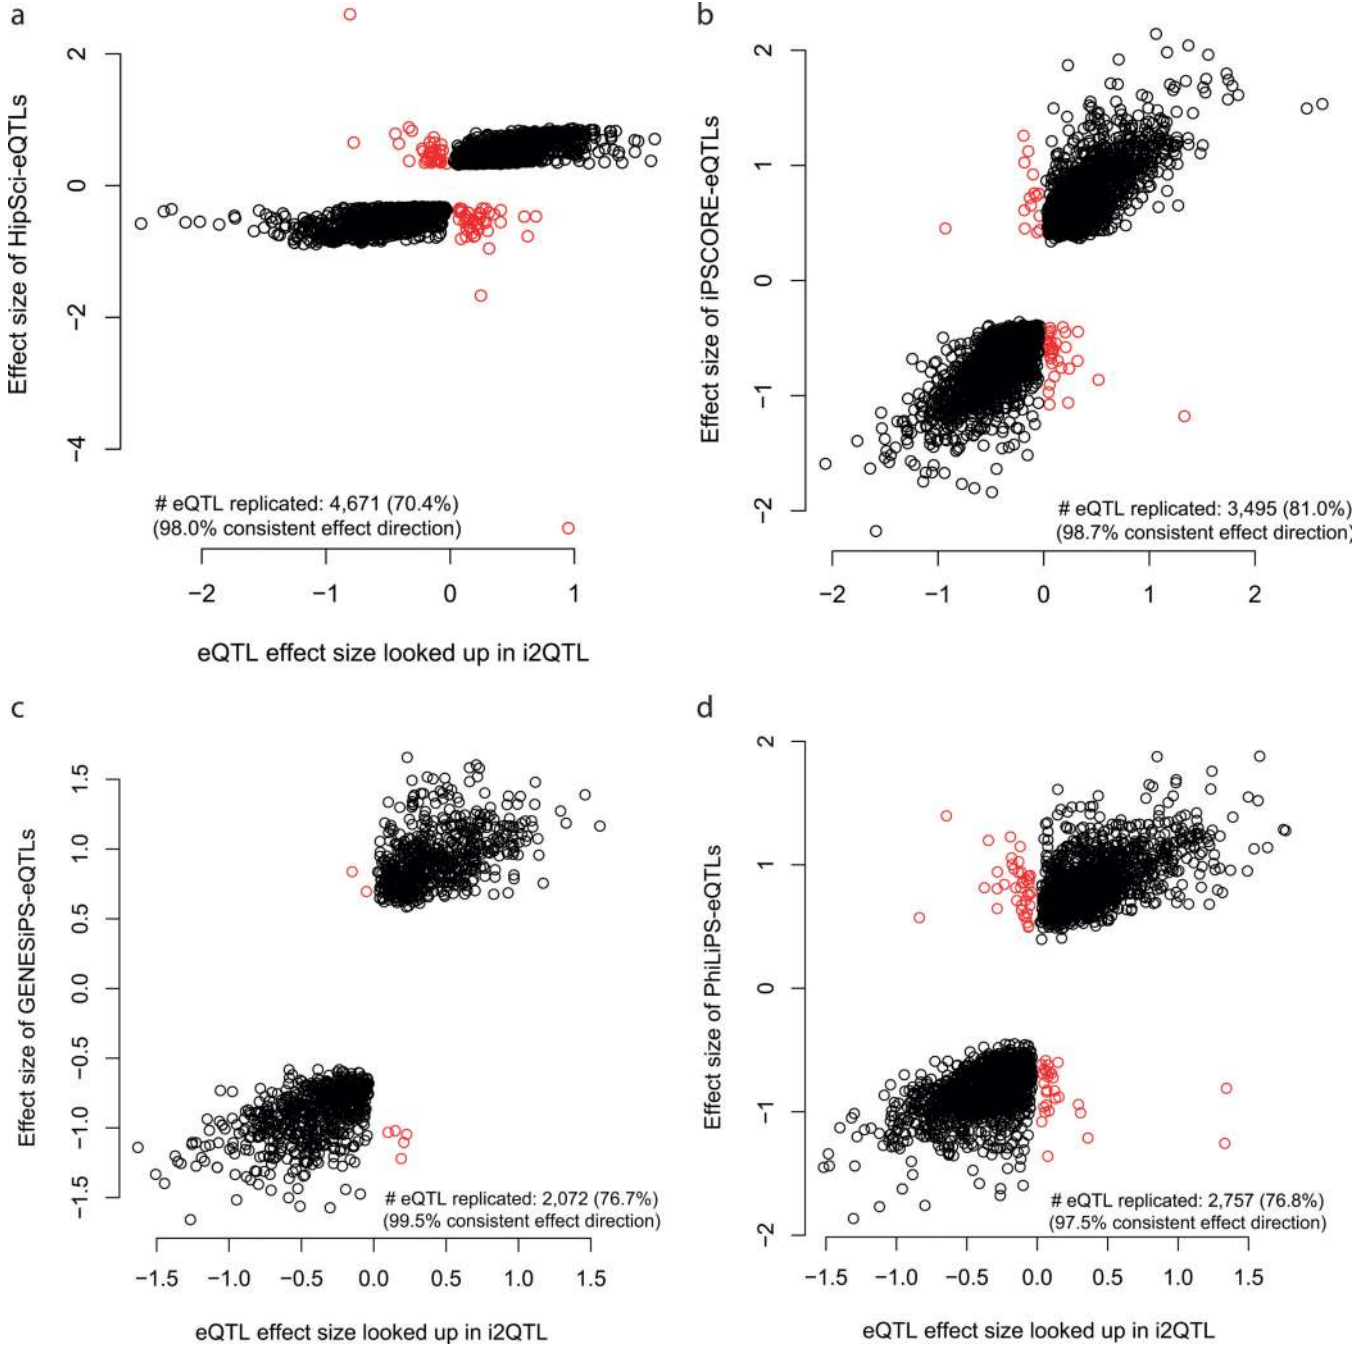 a
Effect size of HipSci-eQTLs
2
0
−2
−4
# eQTL replicated: 4,671 (70.4%)
(98.0% consistent effect direction)
−2 −1 0 1
eQTL effect size looked up in i2QTL
b
Effect size of iPSCORE-eQTLs
2
1
0
−1
−2
# eQTL replicated: 3,495 (81.0%)
(98.7% consistent effect direction)
−2 −1 0 1 2
c
Effect size of GENESiPS-eQTLs
1.5
1.0
0.5
0.0
−0.5
−1.0
−1.5
# eQTL replicated: 2,072 (76.7%)
(99.5% consistent effect direction)
−1.5 −1.0 −0.5 0.0 0.5 1.0 1.5
eQTL effect size looked up in i2QTL
d
Effect size of PhiLiPS-eQTLs
2
1
0
−1
−2
# eQTL replicated: 2,757 (76.8%)
(97.5% consistent effect direction)
−1.5 −1.0 −0.5 0.0 0.5 1.0 1.5
eQTL effect size looked up in i2QTL